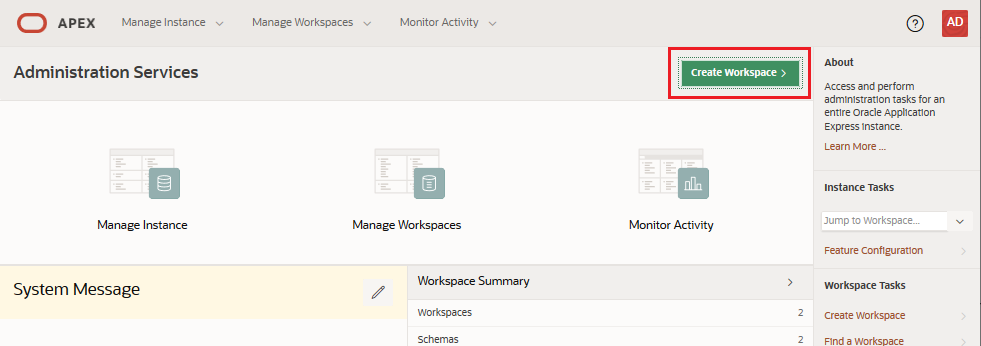 APEX Manage Instance Manage Workspaces Monitor Activity ? AD
Administration Services
Create Workspace
Manage Instance
Manage Workspaces
Monitor Activity
System Message
Workspace Summary
Workspaces 2
Schemas 2
About
Access and perform
administration tasks for an
entire Oracle Application
Express instance.
Learn More ...
Instance Tasks
Jump to Workspace...
Feature Configuration
Workspace Tasks
Create Workspace
Find a Workspace